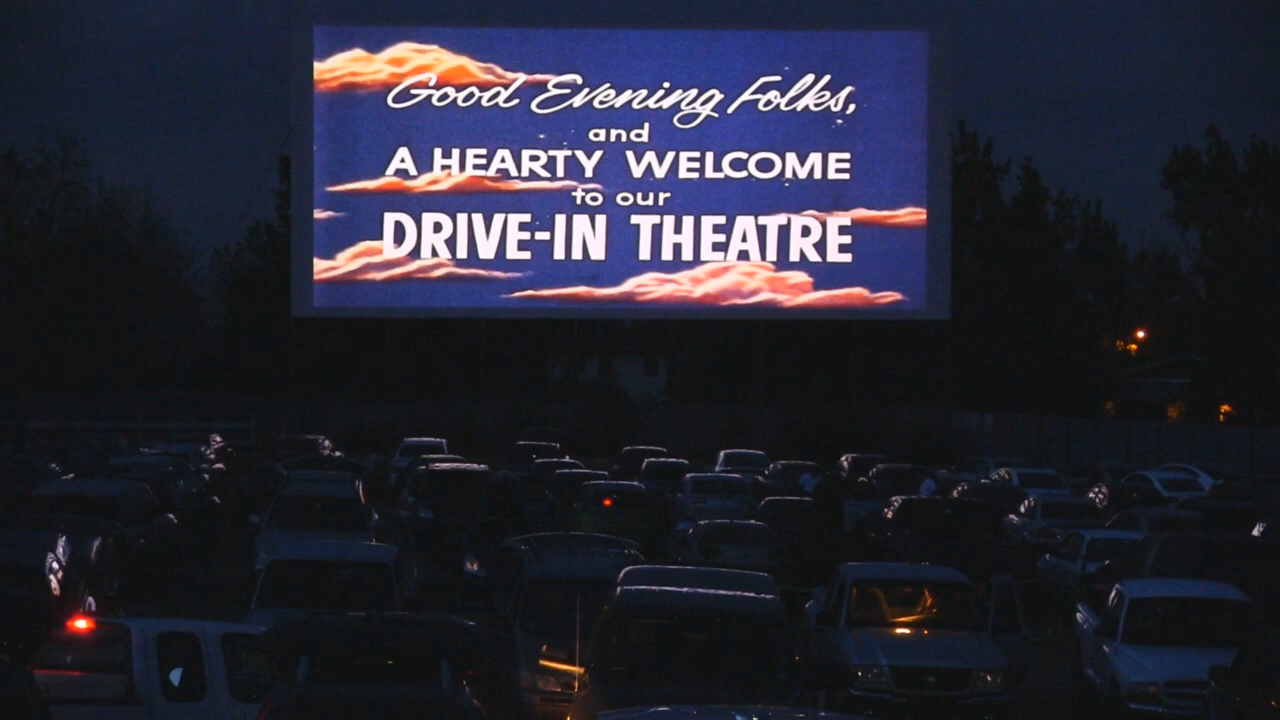 Good Evening Folks,
and
A HEARTY WELCOME
to our
DRIVE-IN THEATRE